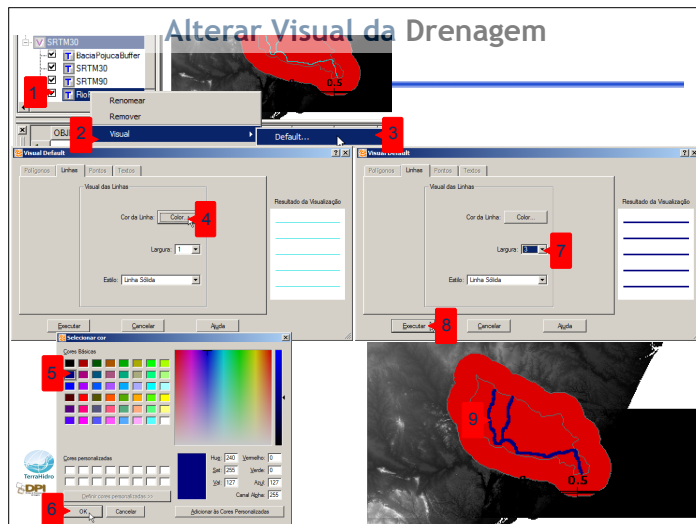 Alterar Visual da Drenagem
SRTM30
BaciaPojucaBuffer
SRTM30
SRTM90
1
Renomear
Remover
2
Visual
Default...
3
0.5
Visual Default
Polígonos Linhas Pontos Textos
Visual das Linhas
Resultado da Visualização
Cor da Linha: Color...
4
Largura: 1
Estilo: Linha Sólida
Executar Cancelar Ajuda
Visual Default
Polígonos Linhas Pontos Textos
Visual das Linhas
Resultado da Visualização
Cor da Linha: Color...
Largura: 3
7
Estilo: Linha Sólida
Executar Cancelar Ajuda
8
Selecionar cor
Cores Básicas
5
Cores personalizadas
Hug: 240 Vermelho: 0
Sat: 255 Verde: 0
Val: 127 Azul: 127
Canal Alpha: 255
Definir cores personalizadas >>
OK Cancelar Adicionar às Cores Personalizadas
6
TerraHidro
DPI
9
0.5